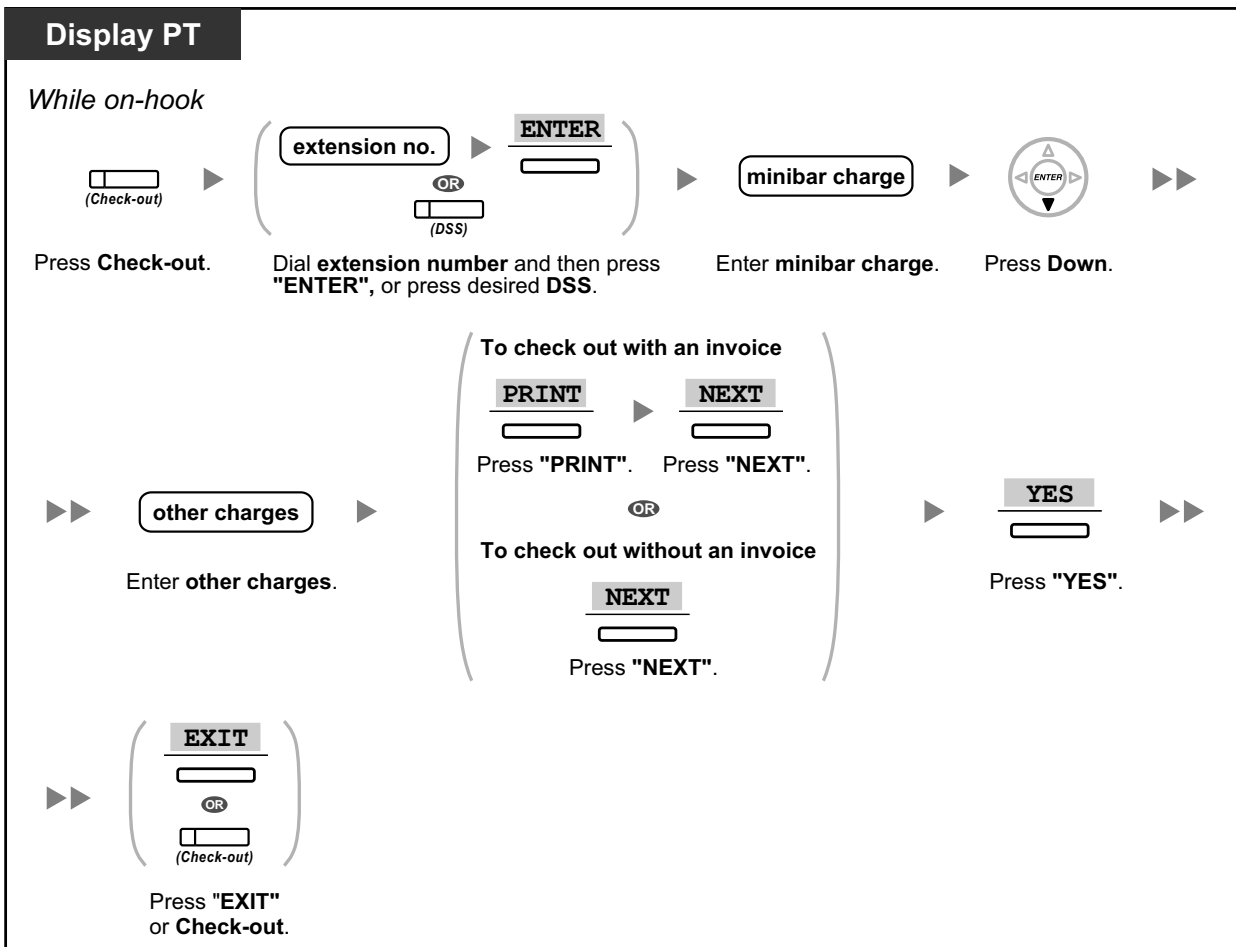 Display PT
While on-hook
(Check-out)
extension no.
ENTER
OR
(DSS)
minibar charge
ENTER
Press Check-out.
Dial extension number and then press
"ENTER", or press desired DSS.
Enter minibar charge.
Press Down.
other charges
Enter other charges.
To check out with an invoice
PRINT
NEXT
Press "PRINT".
Press "NEXT".
OR
To check out without an invoice
NEXT
Press "NEXT".
YES
Press "YES".
EXIT
OR
(Check-out)
Press "EXIT"
or Check-out.